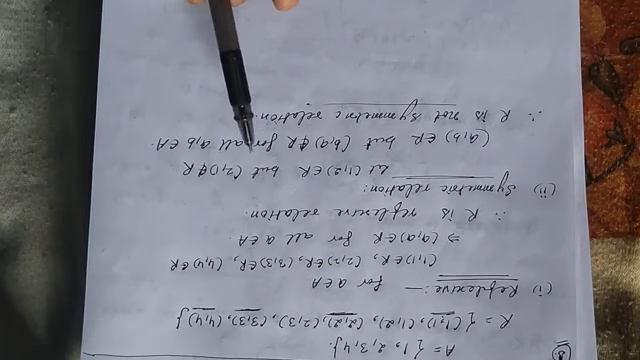 8)
A = {1, 2, 3, 4}.
R = {(1,1), (1,2), (2,2), (2,3), (3,3), (4,4)}
(i) Reflexive:— for a∈A
(1,1)∈R, (2,2)∈R, (3,3)∈R, (4,4)∈R
⇒ (a,a)∈R for all a∈A.
∴ R is reflexive relation.
(ii) Symmetric relation:
Let (1,2)∈R but (2,1)∉R
(a,b)∈R but (b,a)∉R for all a,b∈A.
∴ R is not symmetric relation.